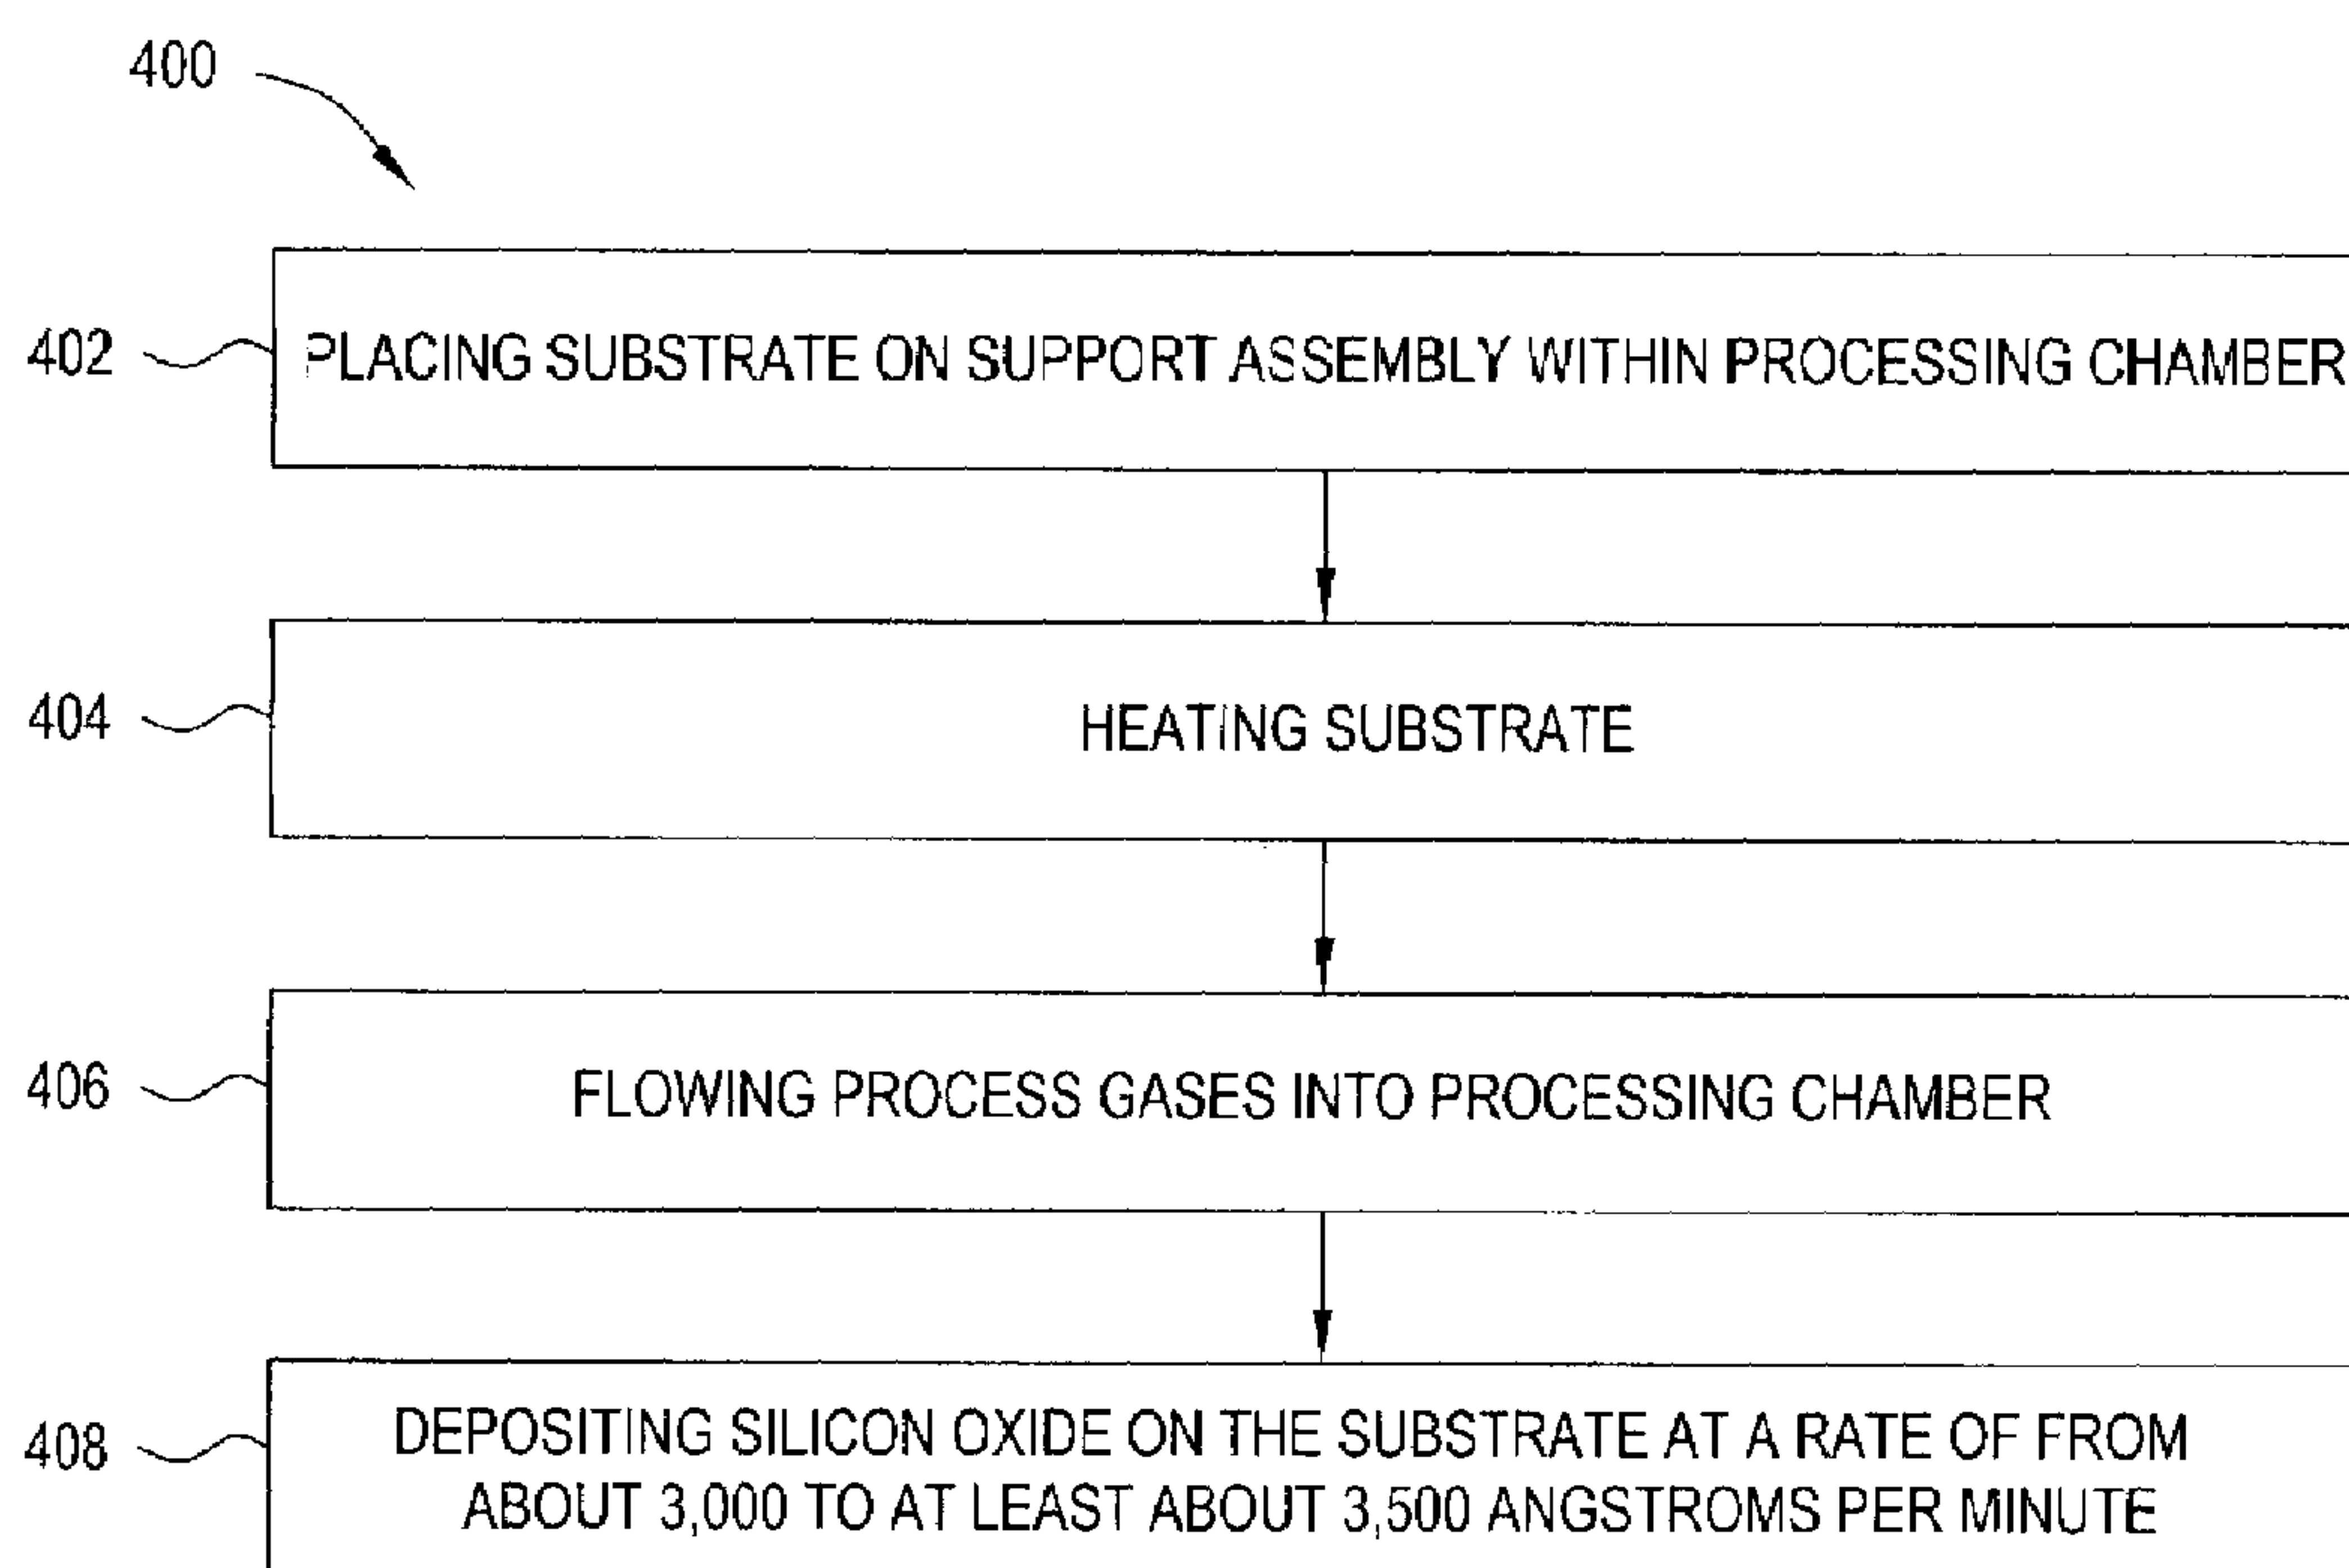 400
402 PLACING SUBSTRATE ON SUPPORT ASSEMBLY WITHIN PROCESSING CHAMBER
404 HEATING SUBSTRATE
406 FLOWING PROCESS GASES INTO PROCESSING CHAMBER
408 DEPOSITING SILICON OXIDE ON THE SUBSTRATE AT A RATE OF FROM
ABOUT 3,000 TO AT LEAST ABOUT 3,500 ANGSTROMS PER MINUTE